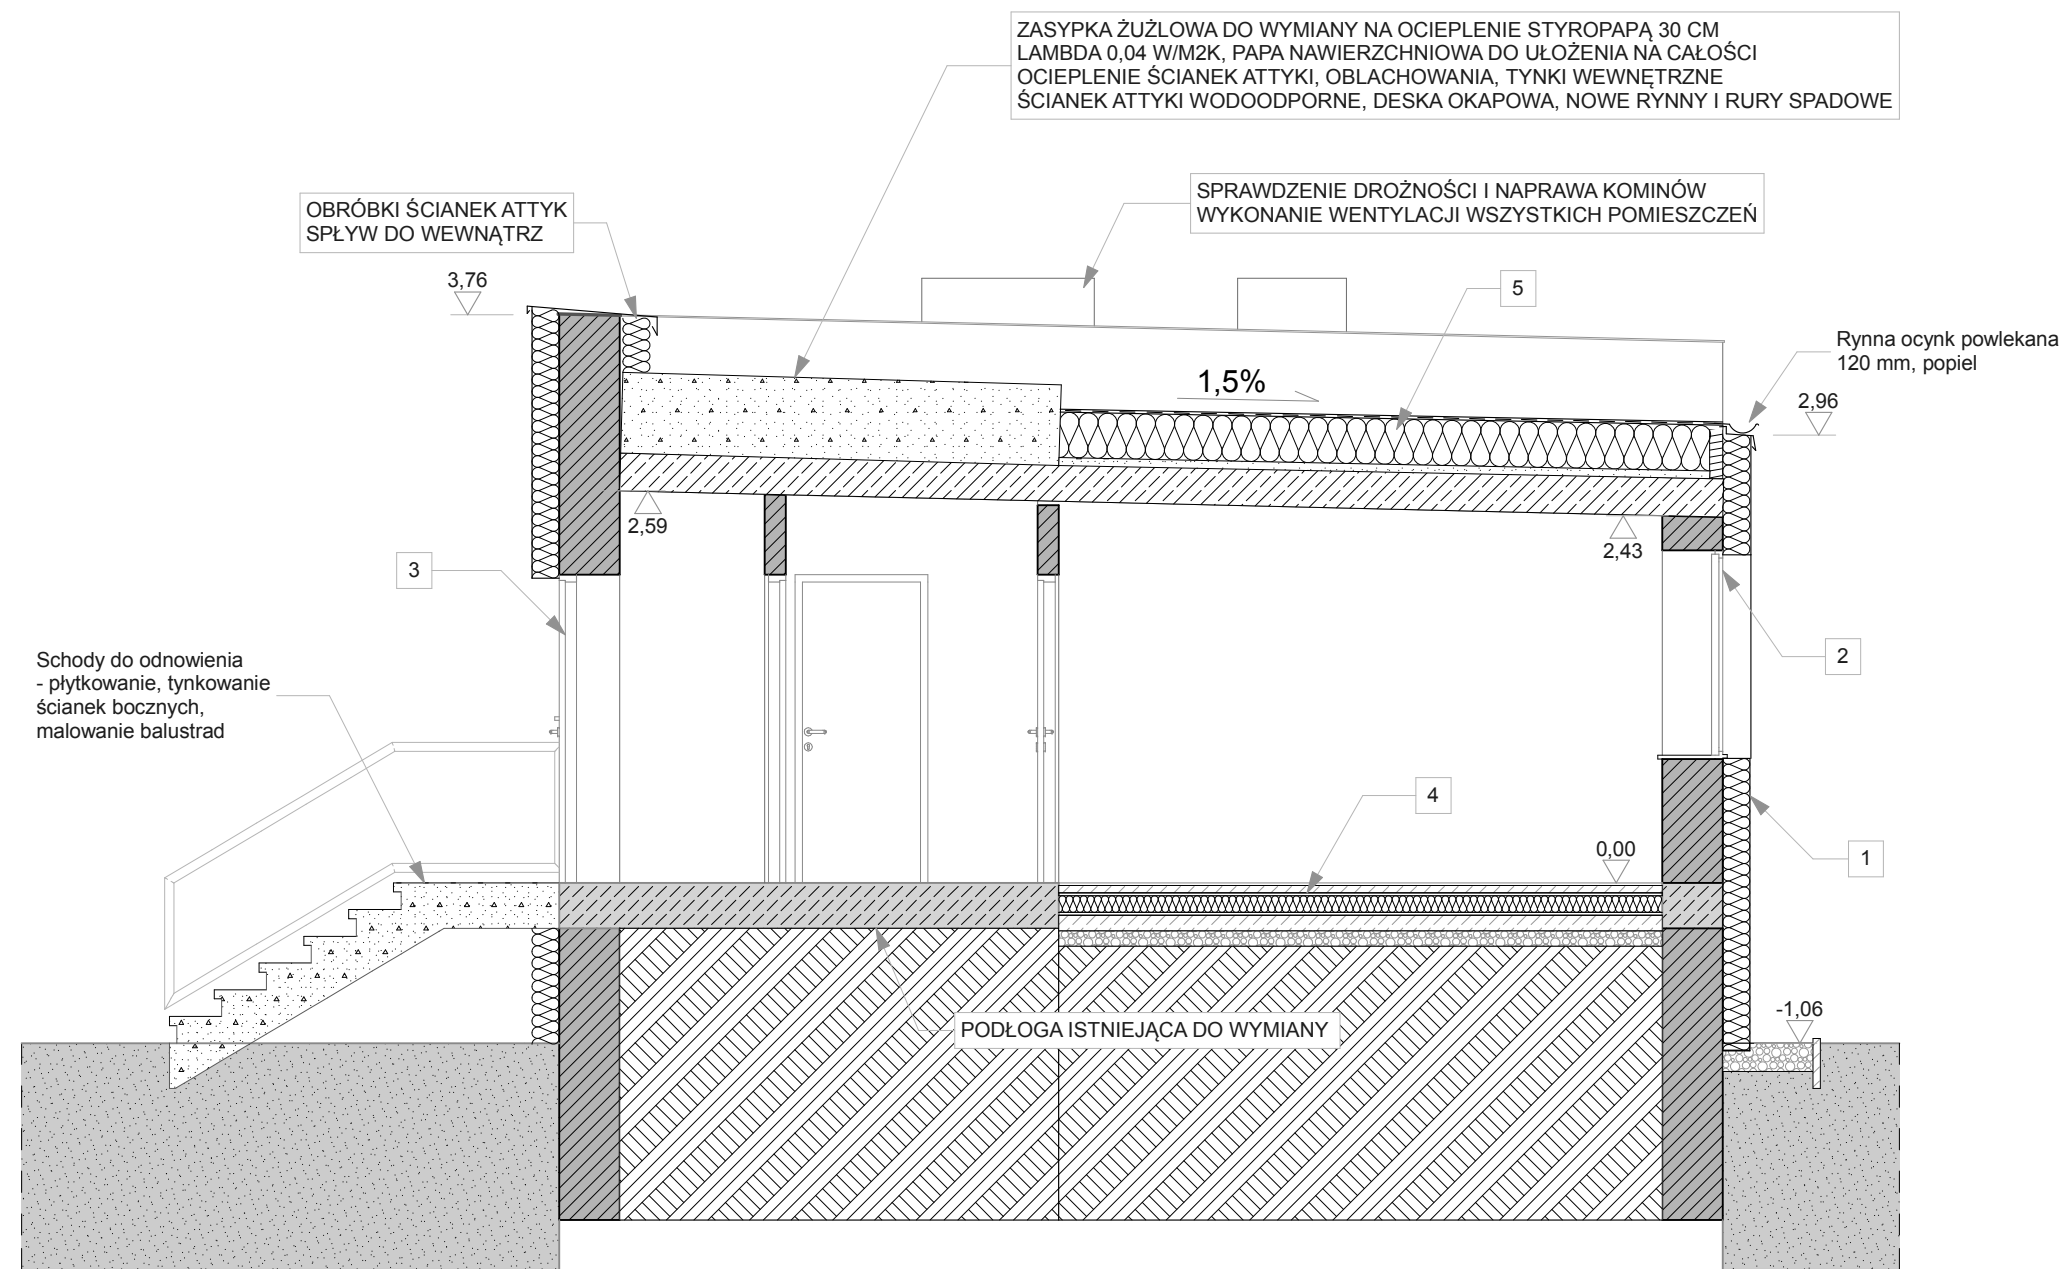 ZASYPKA ŻUŻLOWA DO WYMIANY NA OCIEPLENIE STYROPAPĄ 30 CM
LAMBDA 0,04 W/M2K, PAPA NAWIERZCHNIOWA DO UŁOŻENIA NA CAŁOŚCI
OCIEPLENIE ŚCIANEK ATTYKI, OBLACHOWANIA, TYNKI WEWNĘTRZNE
ŚCIANEK ATTYKI WODOODPORNE, DESKA OKAPOWA, NOWE RYNNY I RURY SPADOWE
SPRAWDZENIE DROŻNOŚCI I NAPRAWA KOMINÓW
WYKONANIE WENTYLACJI WSZYSTKICH POMIESZCZEŃ
OBRÓBKI ŚCIANEK ATTYK
SPŁYW DO WEWNĄTRZ
3,76
5
Rynna ocynk powlekana
120 mm, popiel
1,5%
2,96
2,59
2,43
3
2
Schody do odnowienia
- płytkowanie, tynkowanie
ścianek bocznych,
malowanie balustrad
4
0,00
1
-1,06
PODŁOGA ISTNIEJĄCA DO WYMIANY